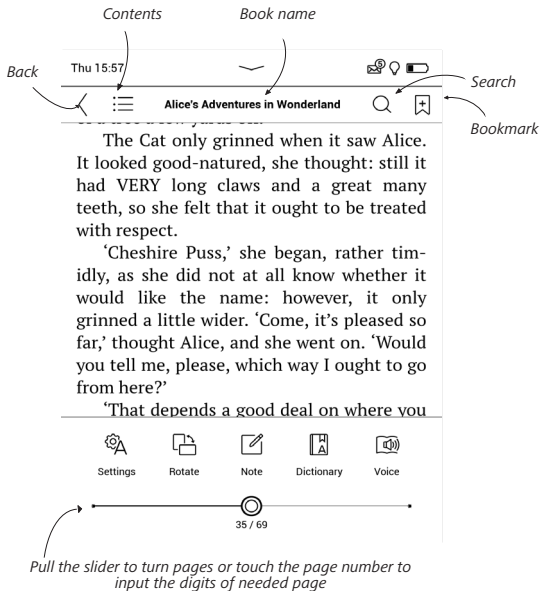 Contents
Book name
Back
Search
Bookmark
Thu 15:57
5
Alice's Adventures in Wonderland
The Cat only grinned when it saw Alice.
It looked good-natured, she thought: still it
had VERY long claws and a great many
teeth, so she felt that it ought to be treated
with respect.
‘Cheshire Puss,’ she began, rather tim-
idly, as she did not at all know whether it
would like the name: however, it only
grinned a little wider. ‘Come, it’s pleased so
far,’ thought Alice, and she went on. ‘Would
you tell me, please, which way I ought to go
from here?’
‘That depends a good deal on where you
Settings
Rotate
Note
Dictionary
Voice
35 / 69
Pull the slider to turn pages or touch the page number to
input the digits of needed page